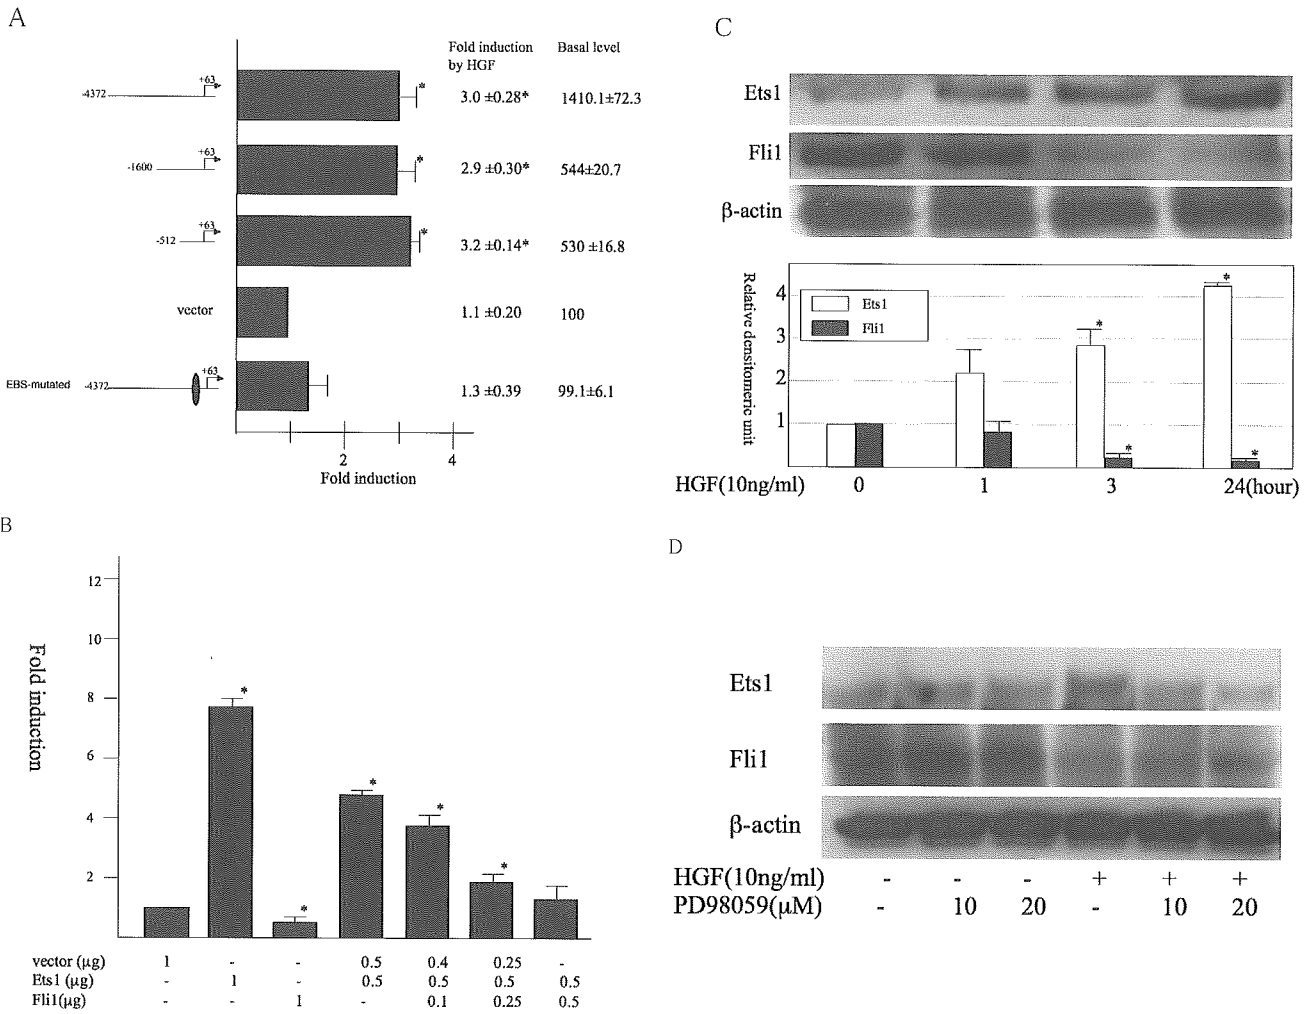 A
Fold induction Basal level
by HGF
-4372 +63 * 3.0 ±0.28* 1410.1±72.3
-1600 +63 * 2.9 ±0.30* 544±20.7
-512 +63 * 3.2 ±0.14* 530 ±16.8
vector 1.1 ±0.20 100
EBS-mutated -4372 +63 1.3 ±0.39 99.1±6.1
2 4
Fold induction
B
Fold induction
12
10
8
6
4
2
* * * * *
vector (μg) 1 - - 0.5 0.4 0.25 -
Ets1 (μg) - 1 - 0.5 0.5 0.5 0.5
Fli1(μg) - - 1 - 0.1 0.25 0.5
C
Ets1
Fli1
β-actin
Relative densitomeric unit
4
3
2
1
Ets1
Fli1
* * * *
HGF(10ng/ml) 0 1 3 24(hour)
D
Ets1
Fli1
β-actin
HGF(10ng/ml) - - - + + +
PD98059(μM) - 10 20 - 10 20